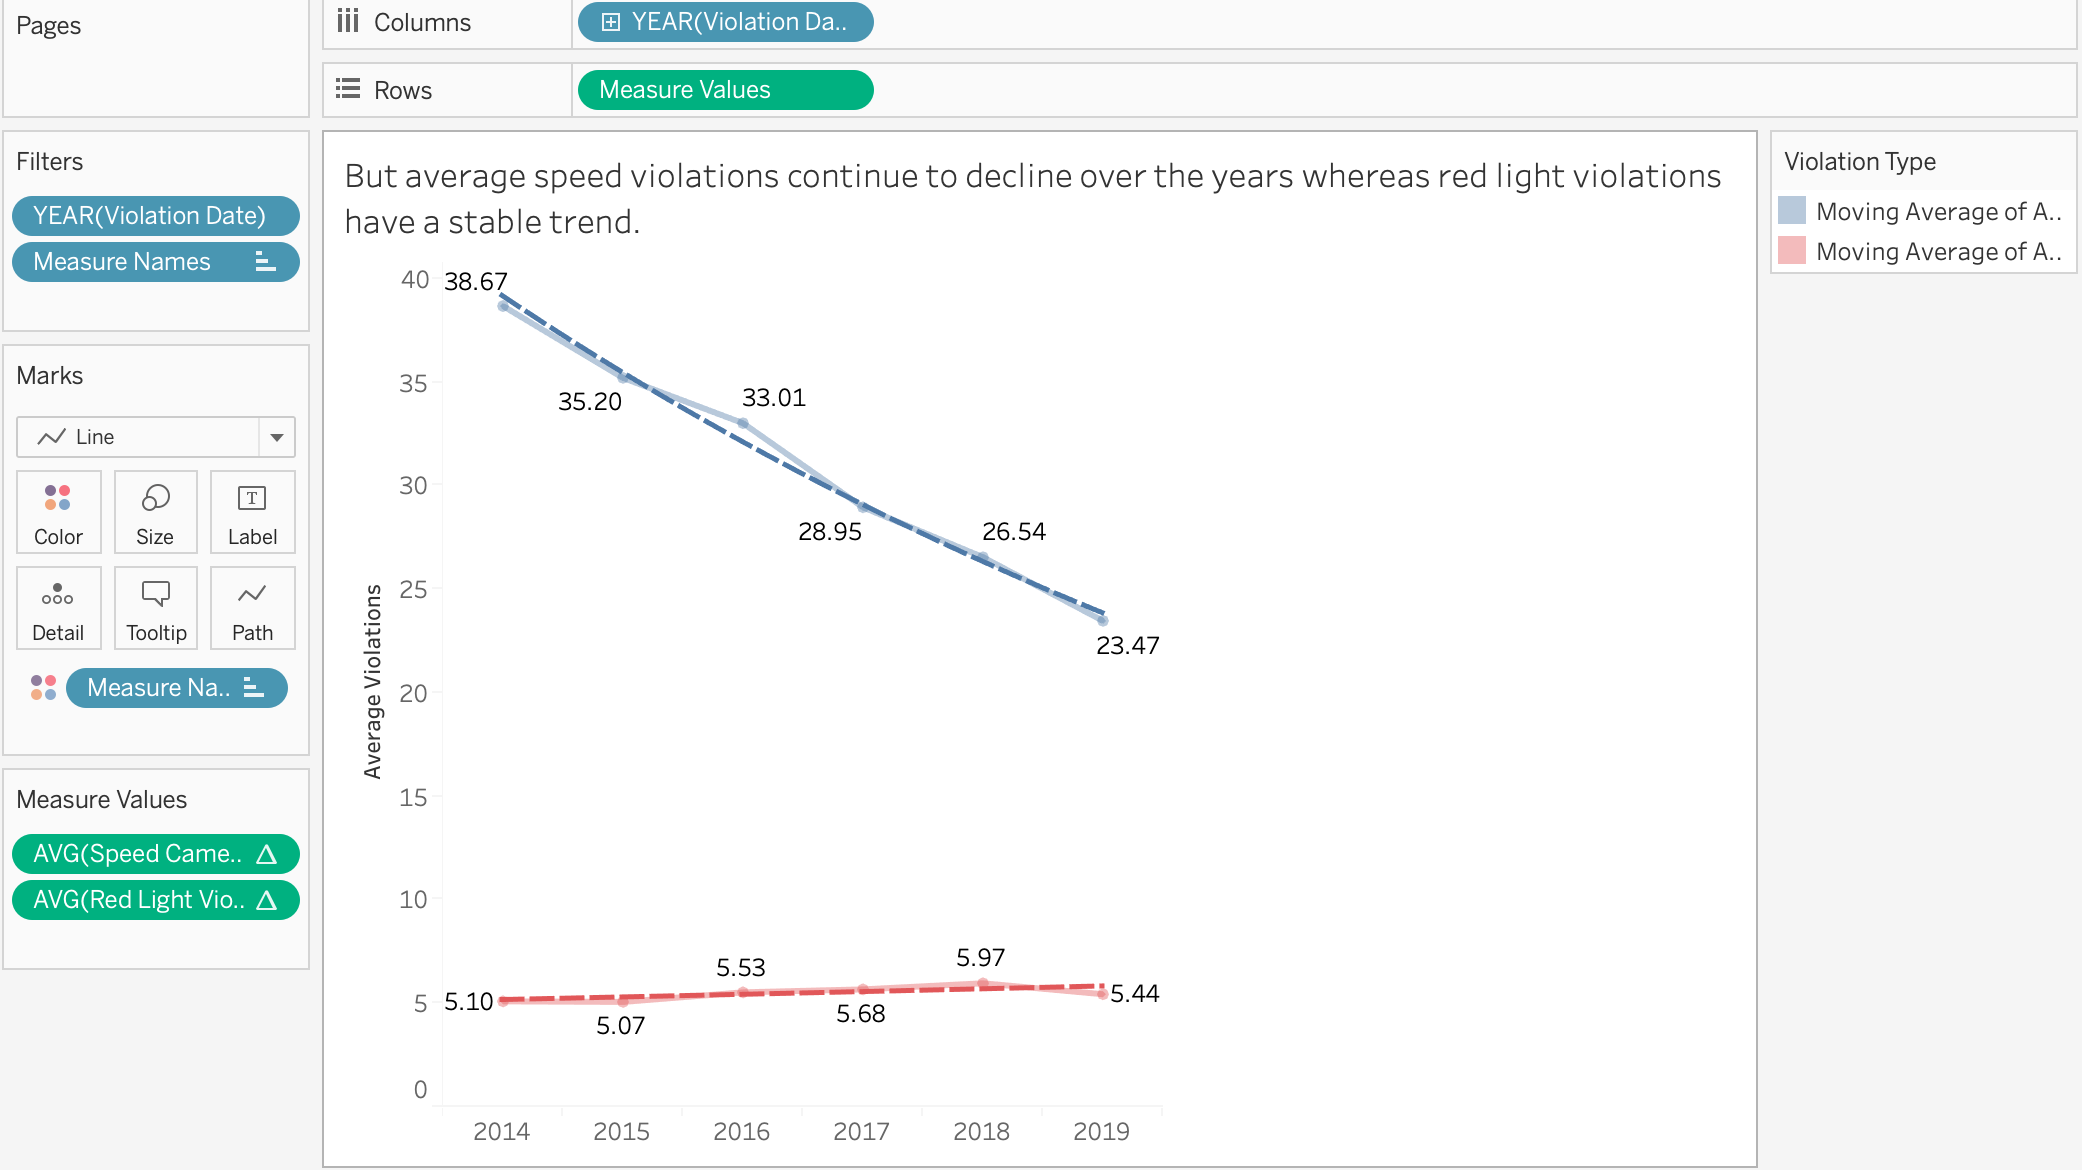 Pages
Columns
YEAR(Violation Da..
Rows
Measure Values
Filters
YEAR(Violation Date)
Measure Names
Marks
Line
Color
Size
T
Label
Detail
Tooltip
Path
Measure Na..
Measure Values
AVG(Speed Came..
AVG(Red Light Vio..
But average speed violations continue to decline over the years whereas red light violations
have a stable trend.
Average Violations
40
35
30
25
20
15
10
5
0
38.67
35.20
33.01
28.95
26.54
23.47
5.10
5.07
5.53
5.68
5.97
5.44
2014
2015
2016
2017
2018
2019
Violation Type
Moving Average of A..
Moving Average of A..